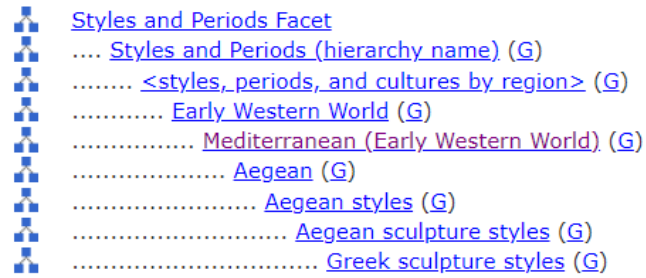 Styles and Periods Facet
.... Styles and Periods (hierarchy name) (G)
........ <styles, periods, and cultures by region> (G)
............ Early Western World (G)
................ Mediterranean (Early Western World) (G)
.................... Aegean (G)
........................ Aegean styles (G)
............................ Aegean sculpture styles (G)
................................ Greek sculpture styles (G)